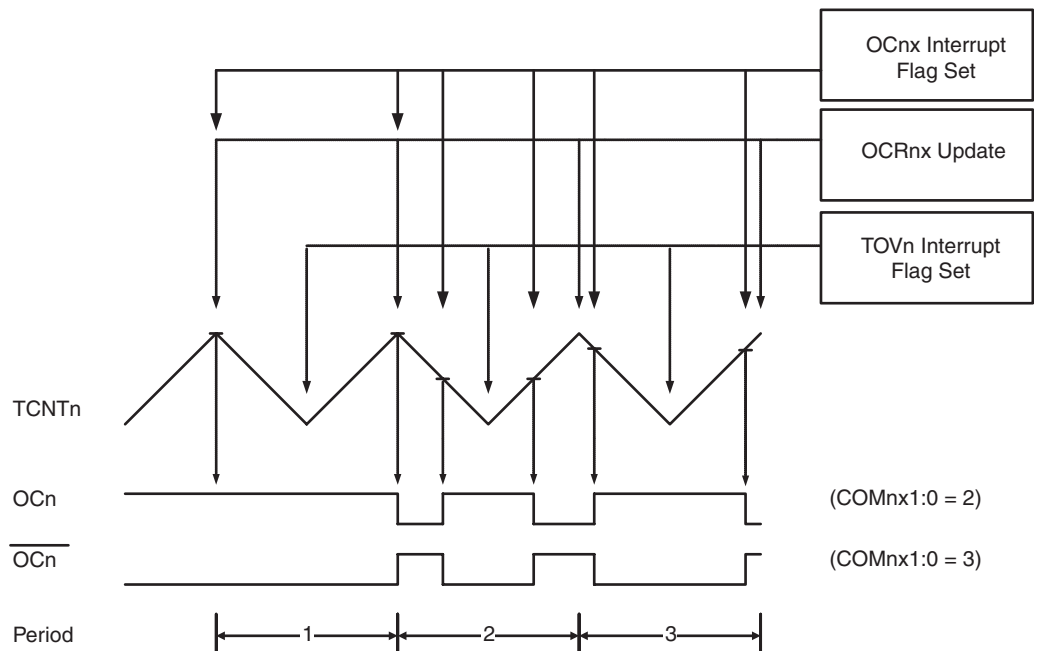 OCnx Interrupt
Flag Set
OCRnx Update
TOVn Interrupt
Flag Set
TCNTn
OCn
(COMnx1:0 = 2)
OCn
(COMnx1:0 = 3)
Period
1
2
3